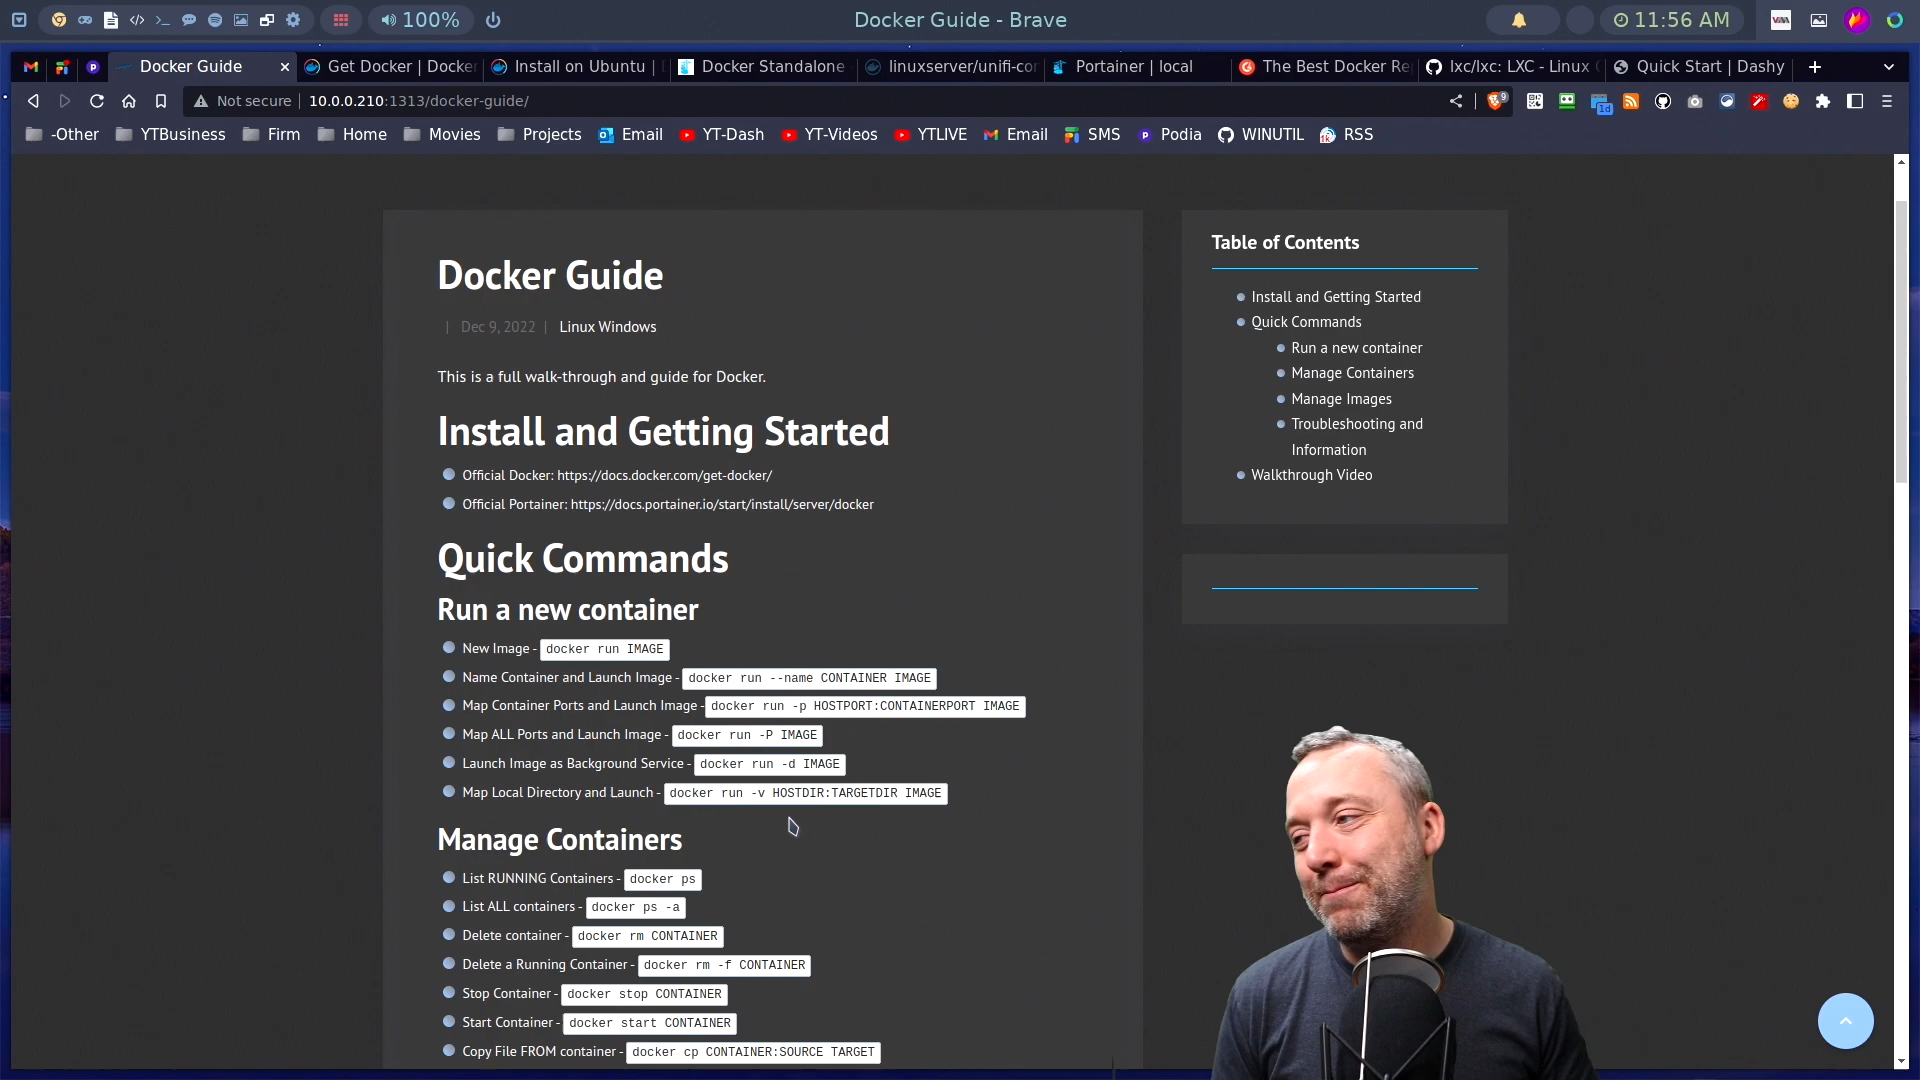 100%
Docker Guide - Brave
11:56 AM
Docker Guide
Get Docker | Docker
Install on Ubuntu |
Docker Standalone
linuxserver/unifi-cor
Portainer | local
The Best Docker Re
lxc/lxc: LXC - Linux
Quick Start | Dashy
Not secure
10.0.0.210:1313/docker-guide/
9
1d
-Other
YTBusiness
Firm
Home
Movies
Projects
Email
YT-Dash
YT-Videos
YTLIVE
Email
SMS
Podia
WINUTIL
RSS
Docker Guide
| Dec 9, 2022 | Linux Windows
This is a full walk-through and guide for Docker.
Install and Getting Started
Official Docker: https://docs.docker.com/get-docker/
Official Portainer: https://docs.portainer.io/start/install/server/docker
Quick Commands
Run a new container
New Image - docker run IMAGE
Name Container and Launch Image - docker run --name CONTAINER IMAGE
Map Container Ports and Launch Image - docker run -p HOSTPORT:CONTAINERPORT IMAGE
Map ALL Ports and Launch Image - docker run -P IMAGE
Launch Image as Background Service - docker run -d IMAGE
Map Local Directory and Launch - docker run -v HOSTDIR:TARGETDIR IMAGE
Manage Containers
List RUNNING Containers - docker ps
List ALL containers - docker ps -a
Delete container - docker rm CONTAINER
Delete a Running Container - docker rm -f CONTAINER
Stop Container - docker stop CONTAINER
Start Container - docker start CONTAINER
Copy File FROM container - docker cp CONTAINER:SOURCE TARGET
Table of Contents
Install and Getting Started
Quick Commands
Run a new container
Manage Containers
Manage Images
Troubleshooting and
Information
Walkthrough Video